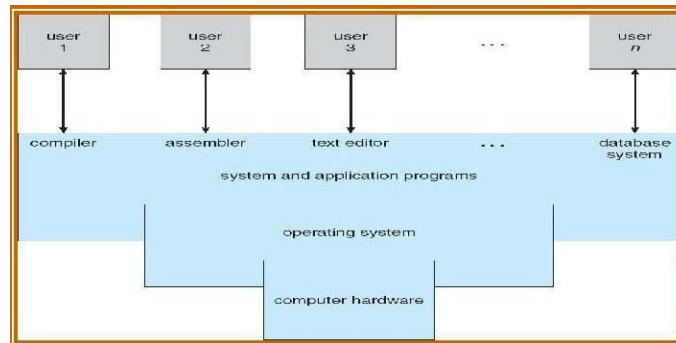 user
1
user
2
user
3
...
user
n
compiler
assembler
text editor
...
database
system
system and application programs
operating system
computer hardware